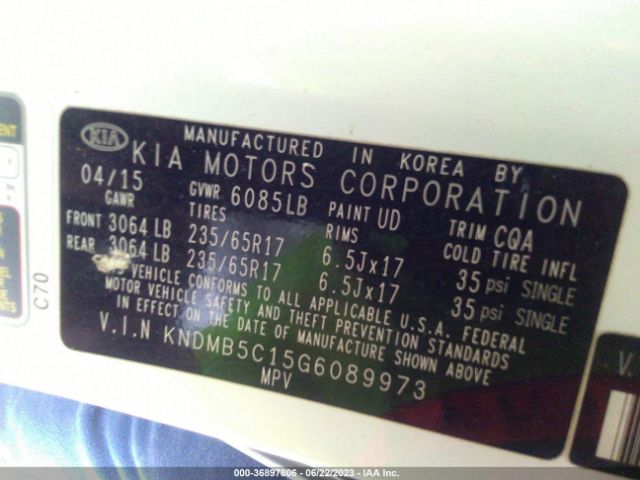 KIA
MANUFACTURED IN KOREA BY
KIA MOTORS CORPORATION
04/15 GVWR 6085LB PAINT UD TRIM CQA
GAWR TIRES RIMS COLD TIRE INFL
FRONT 3064 LB 235/65R17 6.5Jx17 35 psi SINGLE
REAR 3064 LB 235/65R17 6.5Jx17 35 psi SINGLE
VEHICLE CONFORMS TO ALL APPLICABLE U.S.A. FEDERAL
MOTOR VEHICLE SAFETY AND THEFT PREVENTION STANDARDS
IN EFFECT ON THE DATE OF MANUFACTURE SHOWN ABOVE
V.I.N KNDMB5C15G6089973
MPV
C70
V.
000-36897806 - 06/22/2023 - IAA Inc.